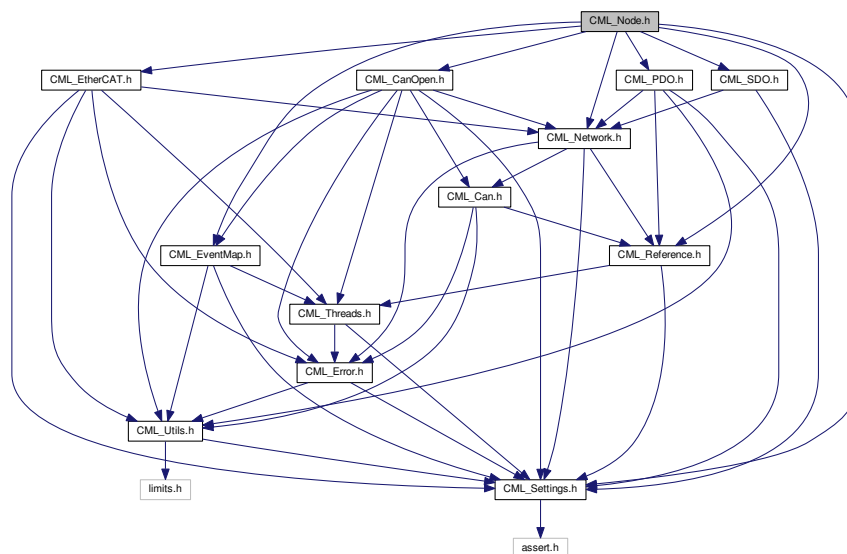 CML_Node.h
CML_EtherCAT.h
CML_CanOpen.h
CML_PDO.h
CML_SDO.h
CML_Network.h
CML_Can.h
CML_EventMap.h
CML_Reference.h
CML_Threads.h
CML_Error.h
CML_Utils.h
limits.h
CML_Settings.h
assert.h